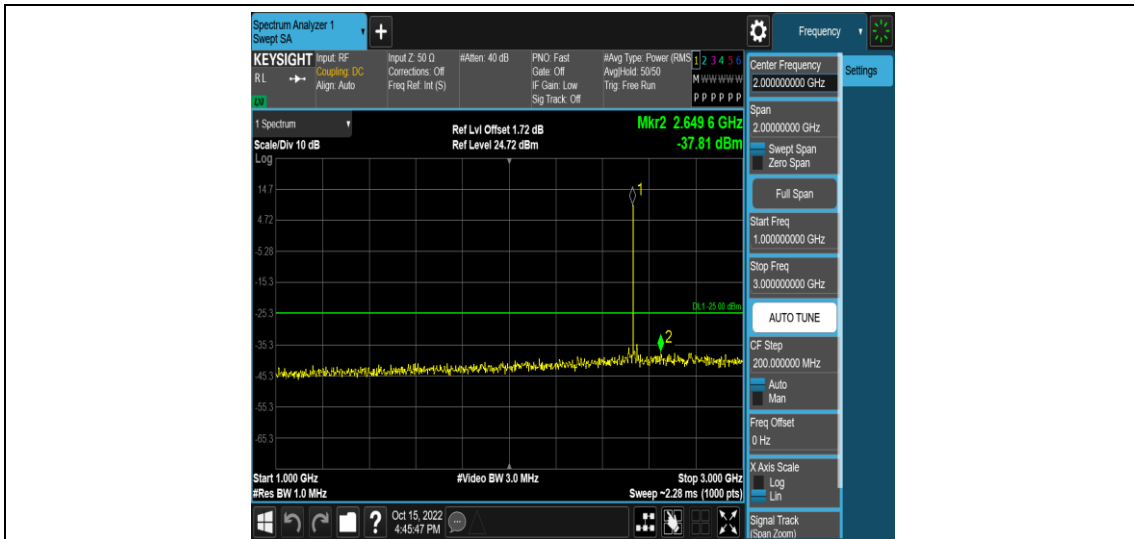 Spectrum Analyzer 1
Swept SA
+
Frequency
KEYSIGHT
RL
LXI
Input: RF
Coupling: DC
Align: Auto
Input Z: 50 Ω
Corrections: Off
Freq Ref: Int (S)
#Atten: 40 dB
PNO: Fast
Gate: Off
IF Gain: Low
Sig Track: Off
#Avg Type: Power (RMS
Avg|Hold: 50/50
Trig: Free Run
1 2 3 4 5 6
M W W W W W
P P P P P P
Center Frequency
2.000000000 GHz
Settings
Span
2.00000000 GHz
Swept Span
Zero Span
Full Span
Start Freq
1.000000000 GHz
Stop Freq
3.000000000 GHz
AUTO TUNE
CF Step
200.000000 MHz
Auto
Man
Freq Offset
0 Hz
X Axis Scale
Log
Lin
Signal Track
(Span Zoom)
1 Spectrum
Scale/Div 10 dB
Log
Ref Lvl Offset 1.72 dB
Ref Level 24.72 dBm
Mkr2 2.649 6 GHz
-37.81 dBm
14.7
4.72
-5.28
-15.3
-25.3
-35.3
-45.3
-55.3
-65.3
1
DL1 -25.00 dBm
2
Start 1.000 GHz
#Res BW 1.0 MHz
#Video BW 3.0 MHz
Stop 3.000 GHz
Sweep ~2.28 ms (1000 pts)
?
Oct 15, 2022
4:45:47 PM